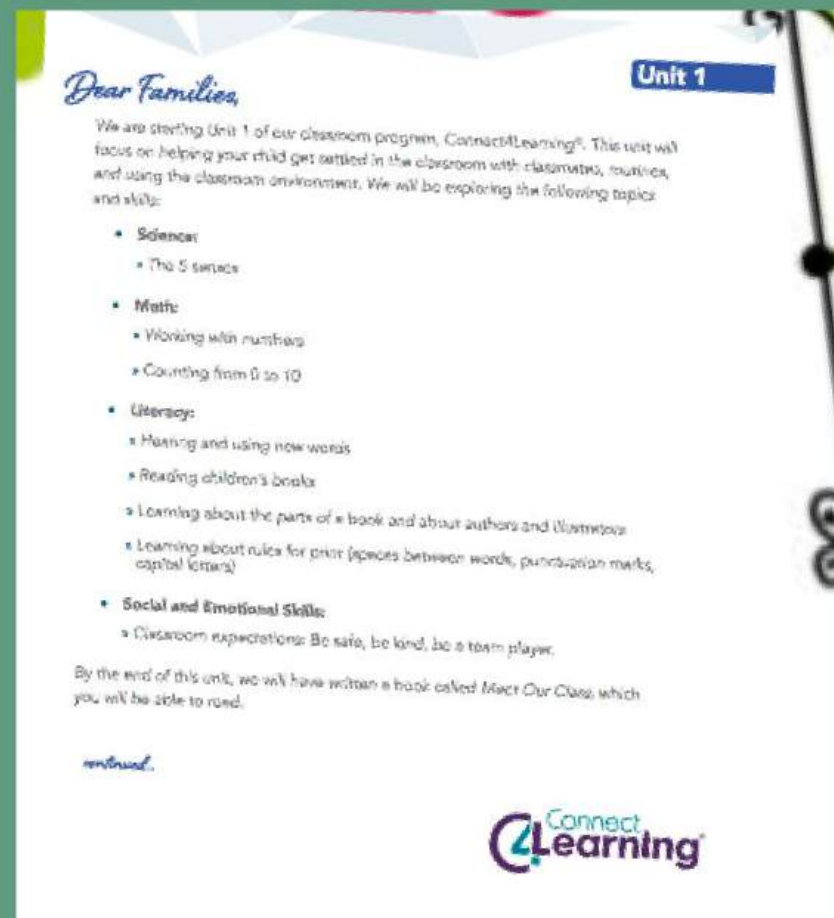 Unit 1
Dear Families,
We are starting Unit 1 of our classroom program, Connect4Learning®. This unit will
focus on helping your child get settled in the classroom with classmates, routines,
and using the classroom environment. We will be exploring the following topics
and skills:
• Science:
» The 5 senses
• Math:
» Working with numbers
» Counting from 0 to 10
• Literacy:
» Hearing and using new words
» Reading children's books
» Learning about the parts of a book and about authors and illustrators
» Learning about rules for print (spaces between words, punctuation marks,
capital letters)
• Social and Emotional Skills:
» Classroom expectations: Be safe, be kind, be a team player.
By the end of this unit, we will have written a book called Meet Our Class, which
you will be able to read.
continued..
Connect
4Learning